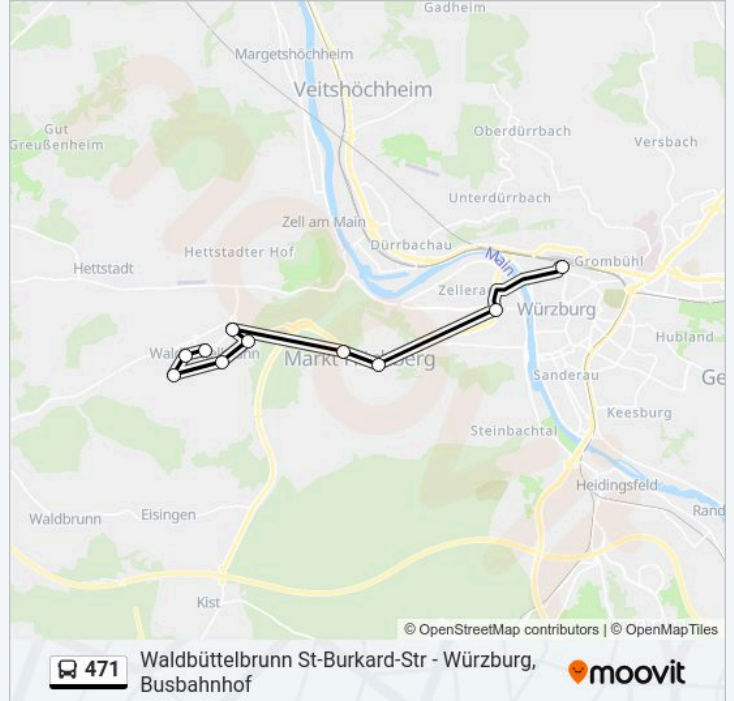 Gadheim
Margetshöchheim
Veitshöchheim
Gut
Greußenheim
Oberdürrbach
Versbach
Unterdürrbach
Zell am Main
Dürrbachau
Hettstadter Hof
Main
Grombühl
Hettstadt
Zellerau
Würzburg
Hubland
Markt
Sanderau
Ge
Keesburg
Steinbachtal
Heidingsfeld
Rand
Waldbrunn
Eisingen
Kist
© OpenStreetMap contributors | © OpenMapTiles
471
Waldbüttelbrunn St-Burkard-Str - Würzburg,
Busbahnhof
moovit